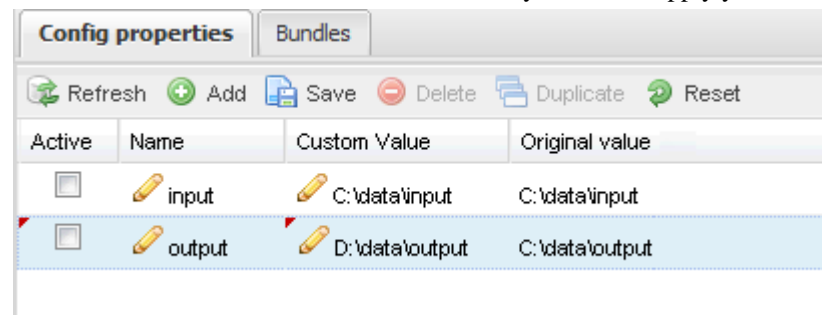 Config properties Bundles
Refresh Add Save Delete Duplicate Reset
Active Name Custom Value Original value
input C:\data\input C:\data\input
output D:\data\output C:\data\output